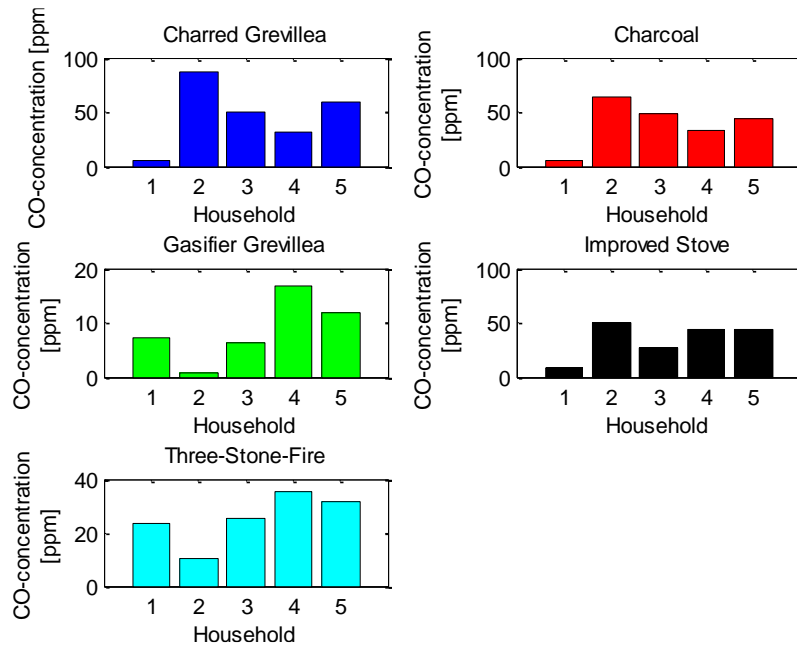 Charred Grevillea
CO-concentration [ppm]
100
50
0
1 2 3 4 5
Household
Charcoal
CO-concentration
[ppm]
100
50
0
1 2 3 4 5
Household
Gasifier Grevillea
CO-concentration
[ppm]
20
10
0
1 2 3 4 5
Household
Improved Stove
CO-concentration
[ppm]
100
50
0
1 2 3 4 5
Household
Three-Stone-Fire
CO-concentration
[ppm]
40
20
0
1 2 3 4 5
Household